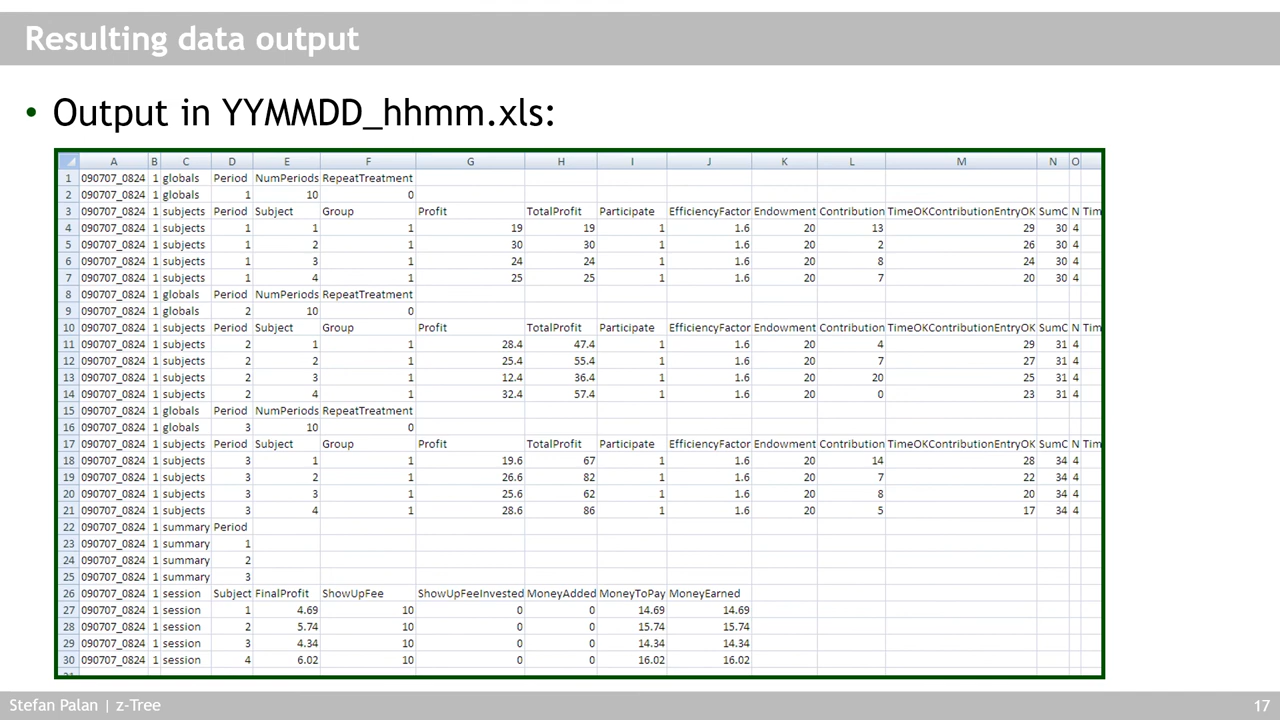 Resulting data output
• Output in YYMMDD_hhmm.xls:
A B C D E F G H I J K L M N O
1 090707_0824 1 globals Period NumPeriods RepeatTreatment
2 090707_0824 1 globals 1 10 0
3 090707_0824 1 subjects Period Subject Group Profit TotalProfit Participate EfficiencyFactor Endowment Contribution TimeOKContributionEntryOK SumC N Tim
4 090707_0824 1 subjects 1 1 1 19 19 1 1.6 20 13 29 30 4
5 090707_0824 1 subjects 1 2 1 30 30 1 1.6 20 2 26 30 4
6 090707_0824 1 subjects 1 3 1 24 24 1 1.6 20 8 24 30 4
7 090707_0824 1 subjects 1 4 1 25 25 1 1.6 20 7 20 30 4
8 090707_0824 1 globals Period NumPeriods RepeatTreatment
9 090707_0824 1 globals 2 10 0
10 090707_0824 1 subjects Period Subject Group Profit TotalProfit Participate EfficiencyFactor Endowment Contribution TimeOKContributionEntryOK SumC N Tim
11 090707_0824 1 subjects 2 1 1 28.4 47.4 1 1.6 20 4 29 31 4
12 090707_0824 1 subjects 2 2 1 25.4 55.4 1 1.6 20 7 27 31 4
13 090707_0824 1 subjects 2 3 1 12.4 36.4 1 1.6 20 20 25 31 4
14 090707_0824 1 subjects 2 4 1 32.4 57.4 1 1.6 20 0 23 31 4
15 090707_0824 1 globals Period NumPeriods RepeatTreatment
16 090707_0824 1 globals 3 10 0
17 090707_0824 1 subjects Period Subject Group Profit TotalProfit Participate EfficiencyFactor Endowment Contribution TimeOKContributionEntryOK SumC N Tim
18 090707_0824 1 subjects 3 1 1 19.6 67 1 1.6 20 14 28 34 4
19 090707_0824 1 subjects 3 2 1 26.6 82 1 1.6 20 7 22 34 4
20 090707_0824 1 subjects 3 3 1 25.6 62 1 1.6 20 8 20 34 4
21 090707_0824 1 subjects 3 4 1 28.6 86 1 1.6 20 5 17 34 4
22 090707_0824 1 summary Period
23 090707_0824 1 summary 1
24 090707_0824 1 summary 2
25 090707_0824 1 summary 3
26 090707_0824 1 session Subject FinalProfit ShowUpFee ShowUpFeeInvested MoneyAdded MoneyToPay MoneyEarned
27 090707_0824 1 session 1 4.69 10 0 0 14.69 14.69
28 090707_0824 1 session 2 5.74 10 0 0 15.74 15.74
29 090707_0824 1 session 3 4.34 10 0 0 14.34 14.34
30 090707_0824 1 session 4 6.02 10 0 0 16.02 16.02
Stefan Palan | z-Tree
17